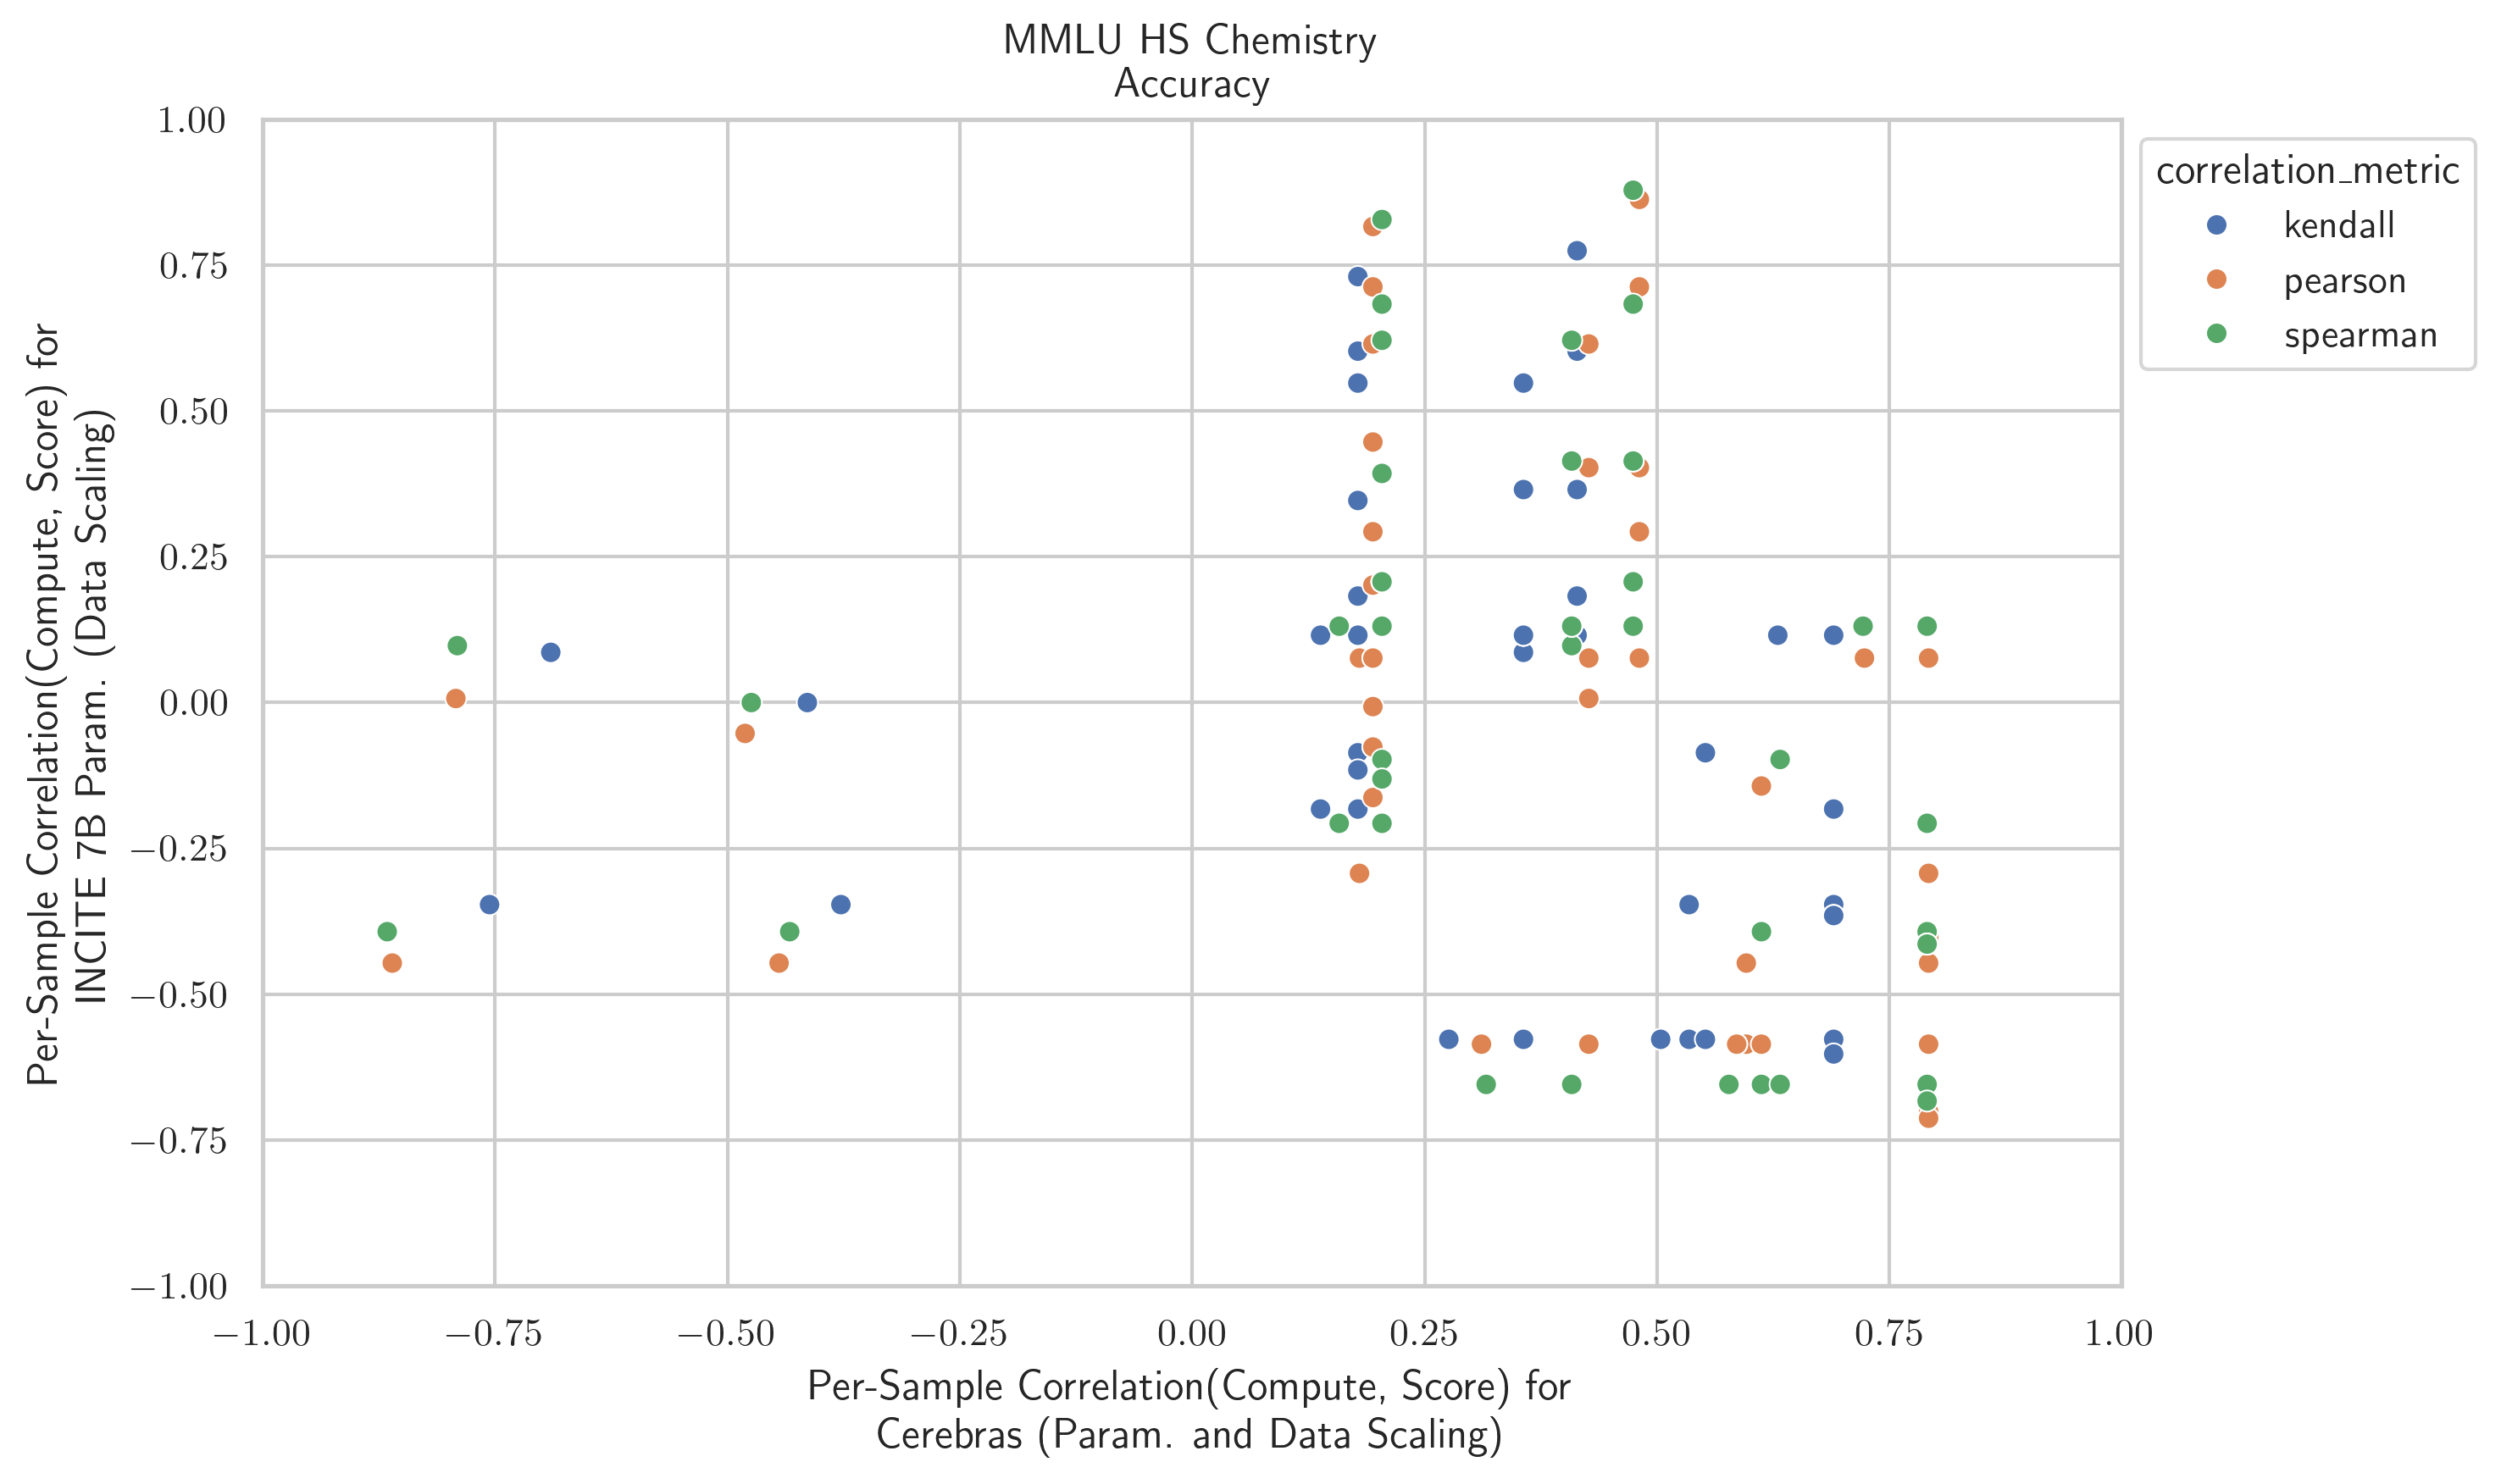 MMLU HS Chemistry
Accuracy
Per-Sample Correlation(Compute, Score) for
INCITE 7B Param. (Data Scaling)
1.00
0.75
0.50
0.25
0.00
−0.25
−0.50
−0.75
−1.00
−1.00 −0.75 −0.50 −0.25 0.00 0.25 0.50 0.75 1.00
Per-Sample Correlation(Compute, Score) for
Cerebras (Param. and Data Scaling)
correlation_metric
kendall
pearson
spearman